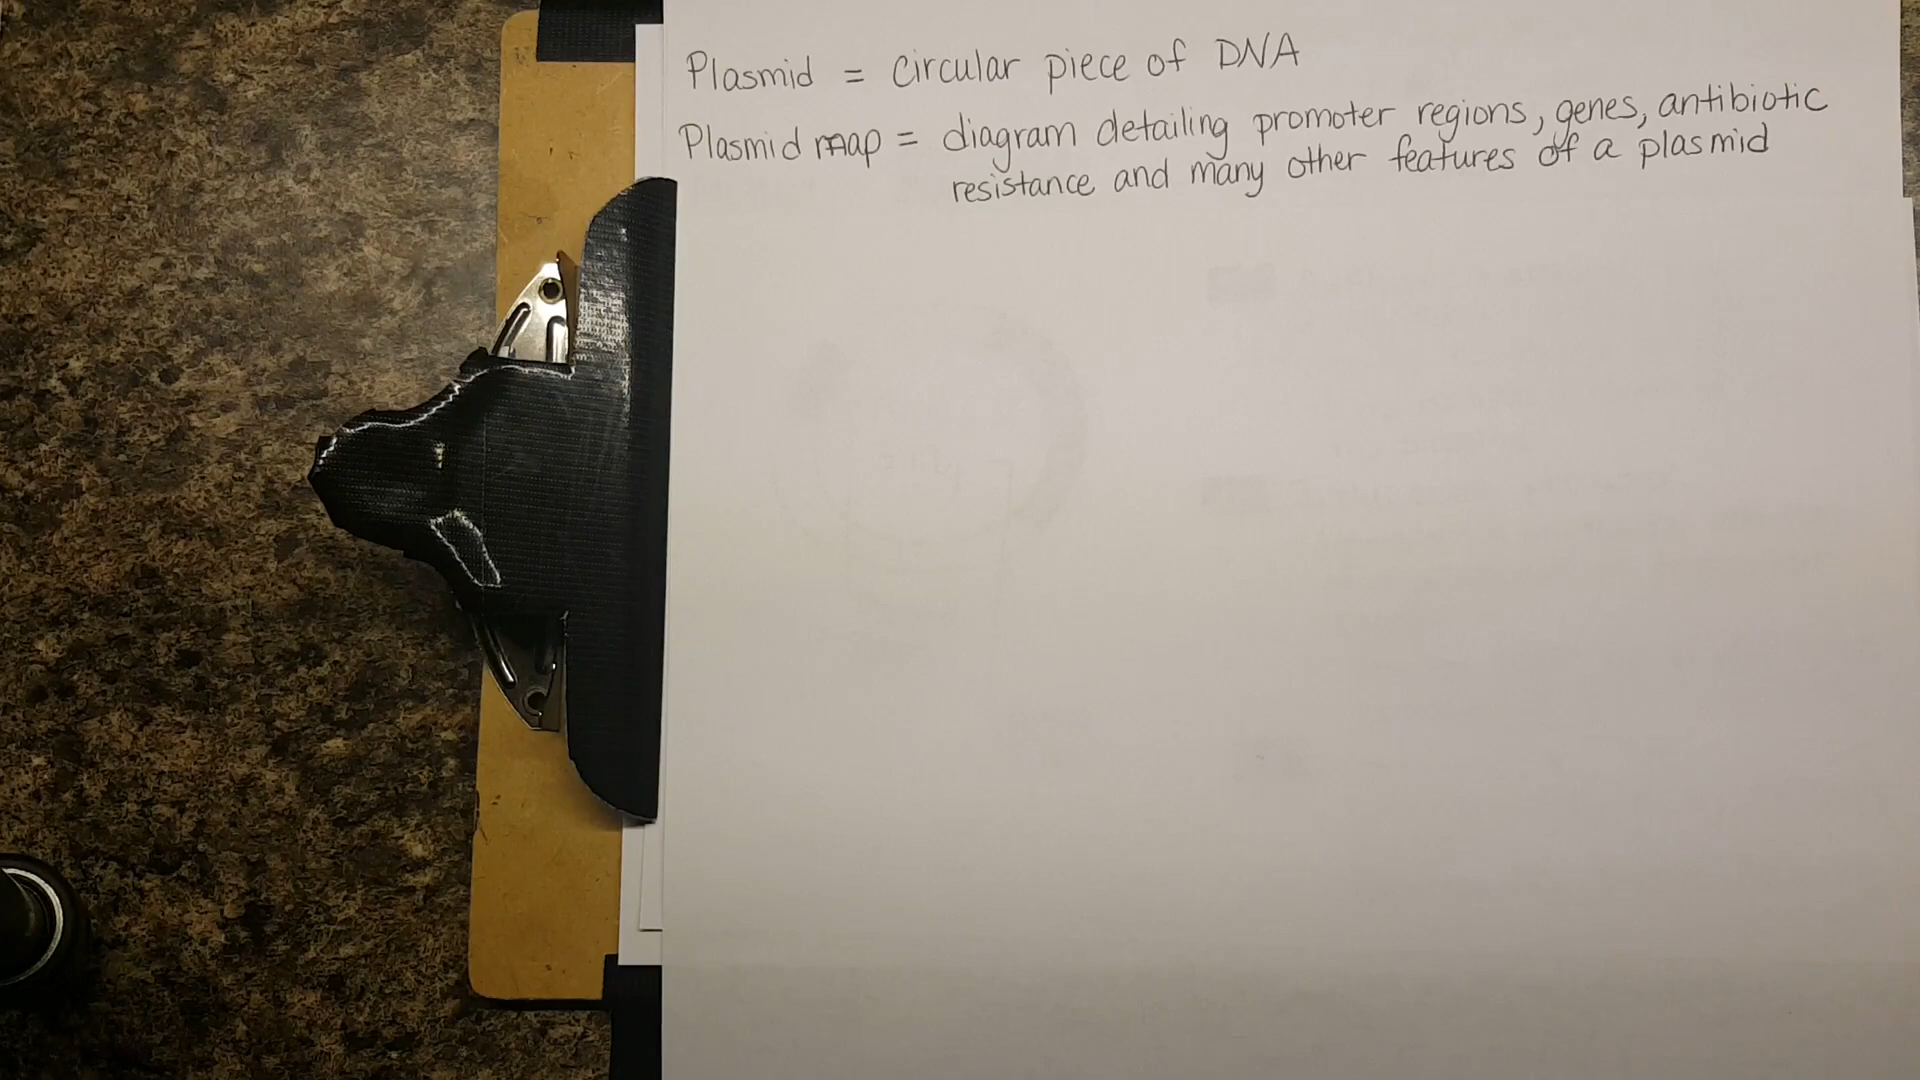 Plasmid = circular piece of DNA
Plasmid map = diagram detailing promoter regions, genes, antibiotic
resistance and many other features of a plasmid